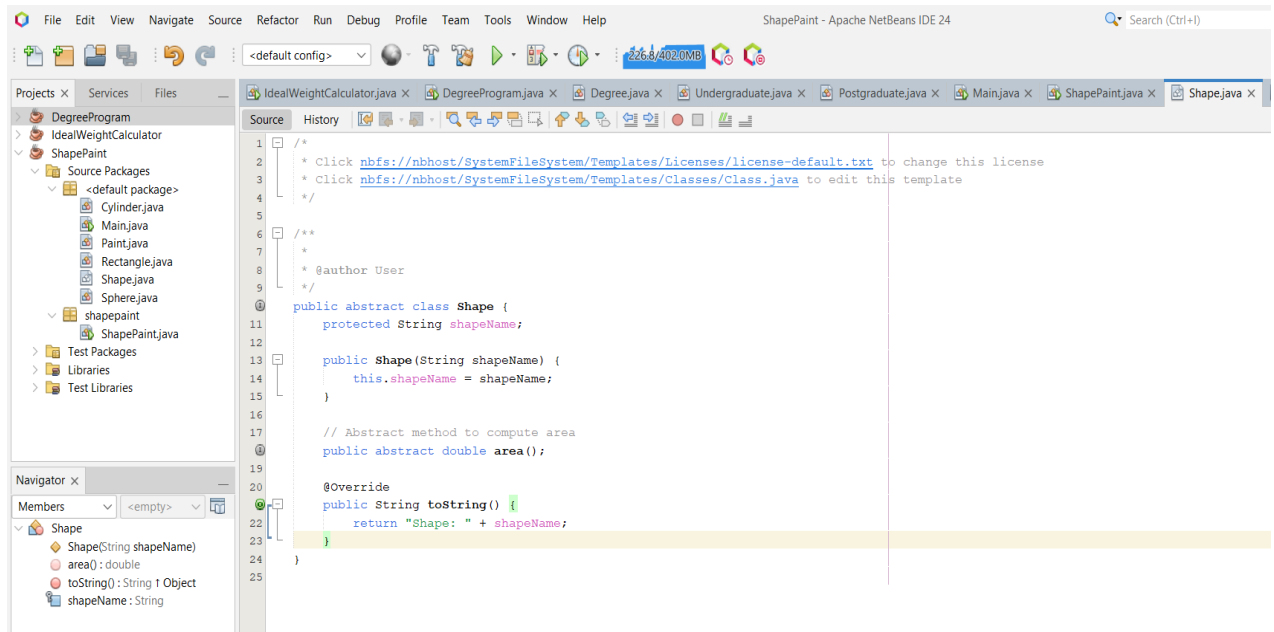 File Edit View Navigate Source Refactor Run Debug Profile Team Tools Window Help ShapePaint - Apache NetBeans IDE 24 Search (Ctrl+I)
<default config> 226.8/402.0MB
Projects Services Files
IdealWeightCalculator.java DegreeProgram.java Degree.java Undergraduate.java Postgraduate.java Main.java ShapePaint.java Shape.java
DegreeProgram
IdealWeightCalculator
ShapePaint
Source Packages
<default package>
Cylinder.java
Main.java
Paint.java
Rectangle.java
Shape.java
Sphere.java
shapepaint
ShapePaint.java
Test Packages
Libraries
Test Libraries
Navigator
Members <empty>
Shape
Shape(String shapeName)
area() : double
toString() : String ↑ Object
shapeName : String
Source History
1 /*
2 * Click nbfs://nbhost/SystemFileSystem/Templates/Licenses/license-default.txt to change this license
3 * Click nbfs://nbhost/SystemFileSystem/Templates/Classes/Class.java to edit this template
4 */
5
6 /**
7 *
8 * @author User
9 */
public abstract class Shape {
11 protected String shapeName;
12
13 public Shape(String shapeName) {
14 this.shapeName = shapeName;
15 }
16
17 // Abstract method to compute area
public abstract double area();
19
20 @Override
public String toString() {
22 return "Shape: " + shapeName;
23 }
24 }
25